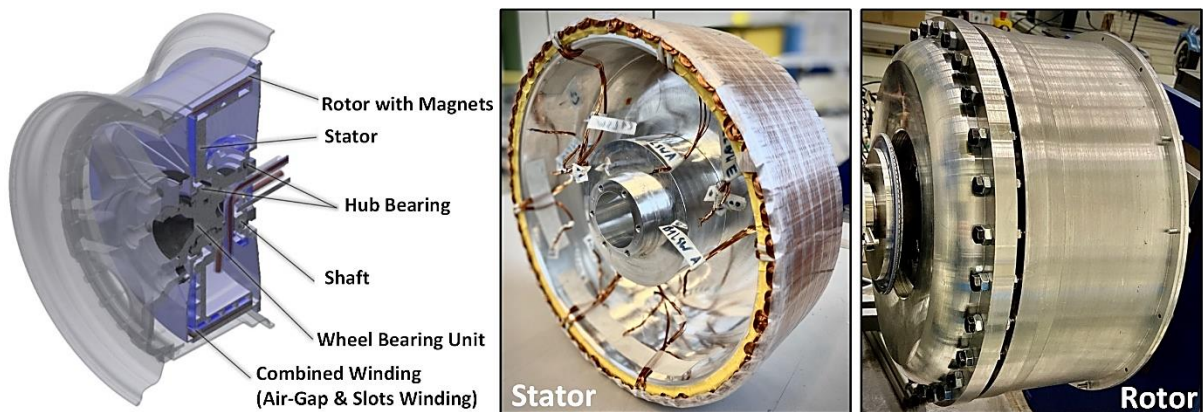 Rotor with Magnets
Stator
Hub Bearing
Shaft
Wheel Bearing Unit
Combined Winding
(Air-Gap & Slots Winding)
Stator
Rotor